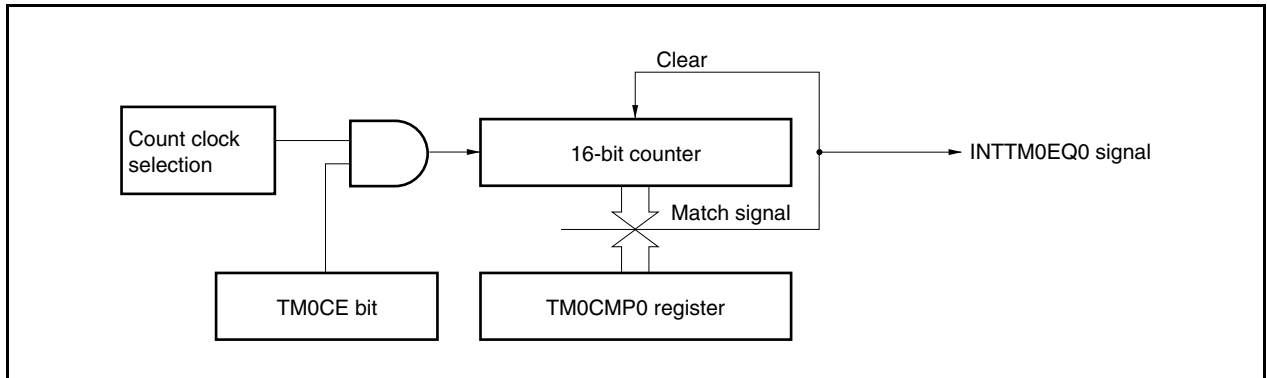 Clear
Count clock
selection
16-bit counter
INTTM0EQ0 signal
Match signal
TM0CE bit
TM0CMP0 register